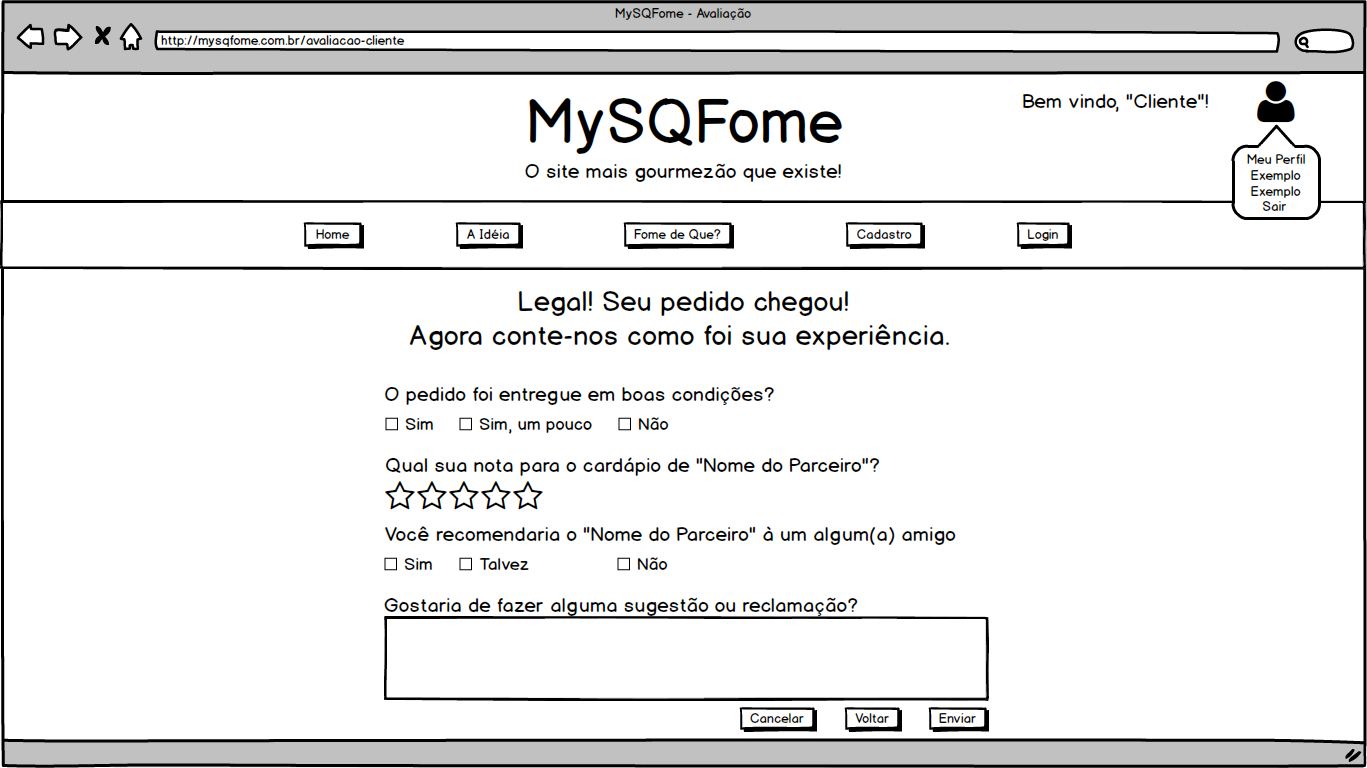 MySQFome - Avaliação
http://mysqfome.com.br/avaliacao-cliente
Bem vindo, "Cliente"!
MySQFome
O site mais gourmezão que existe!
Meu Perfil
Exemplo
Exemplo
Sair
Home A Idéia Fome de Que? Cadastro Login
Legal! Seu pedido chegou!
Agora conte-nos como foi sua experiência.
O pedido foi entregue em boas condições?
Sim Sim, um pouco Não
Qual sua nota para o cardápio de "Nome do Parceiro"?
Você recomendaria o "Nome do Parceiro" à um algum(a) amigo
Sim Talvez Não
Gostaria de fazer alguma sugestão ou reclamação?
Cancelar Voltar Enviar